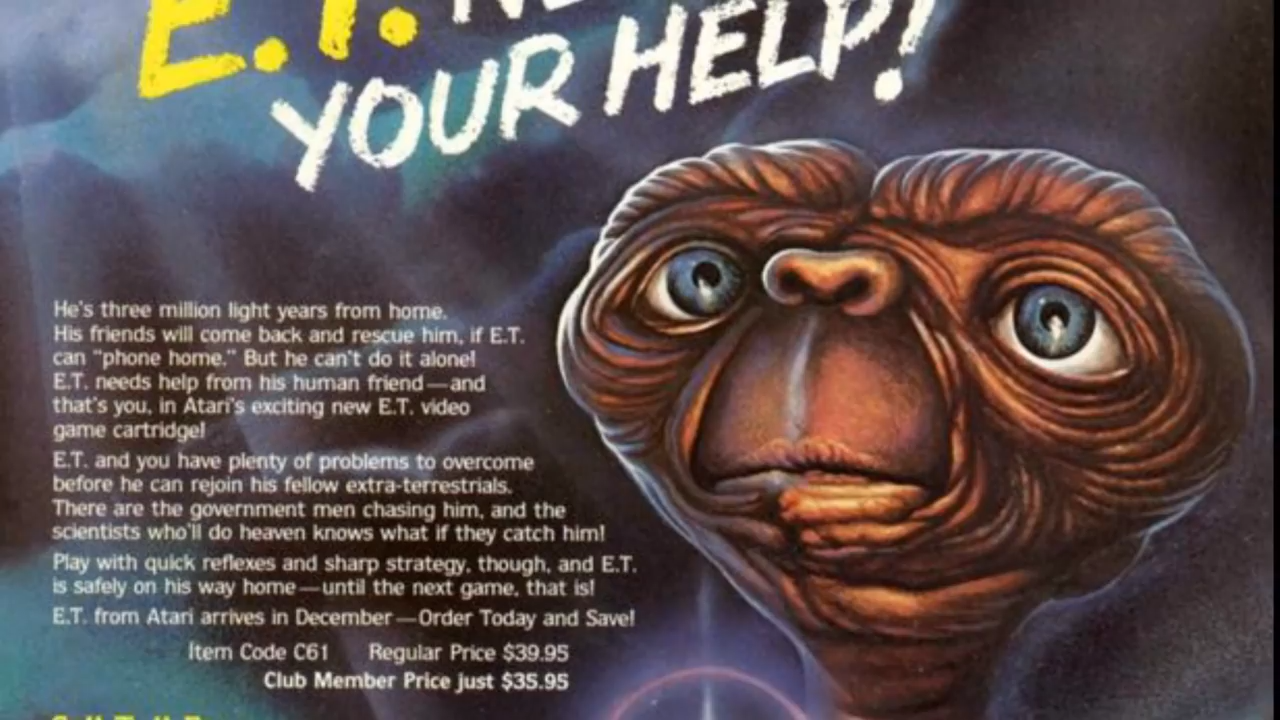 E.T.
YOUR HELP!
He's three million light years from home.
His friends will come back and rescue him, if E.T.
can "phone home." But he can't do it alone!
E.T. needs help from his human friend—and
that's you, in Atari's exciting new E.T. video
game cartridge!
E.T. and you have plenty of problems to overcome
before he can rejoin his fellow extra-terrestrials.
There are the government men chasing him, and the
scientists who'll do heaven knows what if they catch him!
Play with quick reflexes and sharp strategy, though, and E.T.
is safely on his way home—until the next game, that is!
E.T. from Atari arrives in December—Order Today and Save!
Item Code C61 Regular Price $39.95
Club Member Price just $35.95